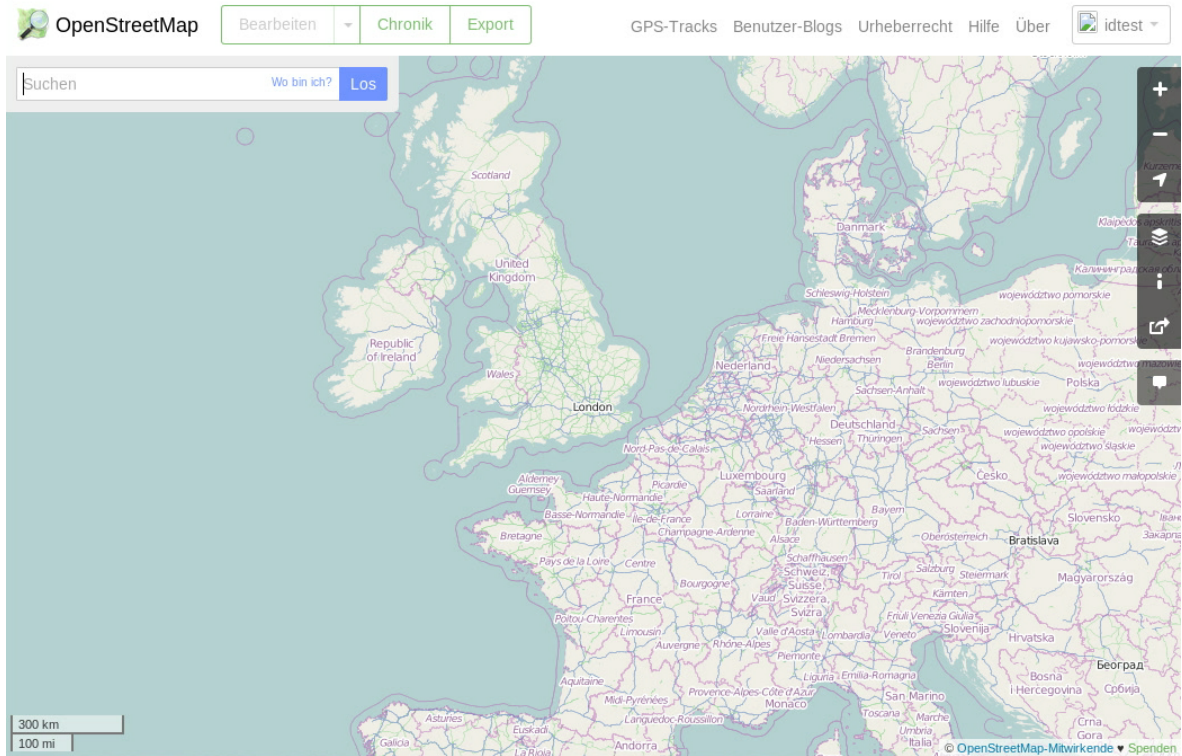 OpenStreetMap
Bearbeiten
Chronik
Export
GPS-Tracks
Benutzer-Blogs
Urheberrecht
Hilfe
Über
idtest
Suchen
Wo bin ich?
Los
Scotland
Danmark
United
Kingdom
Schleswig-Holstein
województwo pomorskie
Mecklenburg-Vorpommern
Hamburg
województwo zachodniopomorskie
Freie Hansestadt Bremen
województwo kujawsko-pomorskie
Republic
of Ireland
Brandenburg
Berlin
Niedersachsen
Nederland
Wales
Sachsen-Anhalt
województwo lubuskie
Polska
London
Nordrhein-Westfalen
województwo łódzkie
Deutschland
Sachsen
województwo opolskie
Hessen
Thüringen
województwo śląskie
Nord-Pas-de-Calais
Luxembourg
Česko
województwo małopolskie
Alderney
Guernsey
Picardie
Saarland
Haute-Normandie
Basse-Normandie
Île-de-France
Lorraine
Bayern
Champagne-Ardenne
Baden-Württemberg
Slovensko
Bretagne
Alsace
Oberösterreich
Bratislava
Pays de la Loire
Centre
Schaffhausen
Schweiz,
Suisse,
Svizzera,
Svizra
Tirol
Salzburg
Steiermark
Magyarország
Bourgogne
Kärnten
France
Vaud
Poitou-Charentes
Friuli Venezia Giulia
Slovenija
Limousin
Valle d'Aosta
Lombardia
Veneto
Hrvatska
Auvergne
Rhône-Alpes
Piemonte
Београд
Aquitaine
Liguria
Emilia-Romagna
Bosna
i Hercegovina
Србија
Midi-Pyrénées
Provence-Alpes-Côte d'Azur
Monaco
San Marino
300 km
Asturies
Euskadi
Languedoc-Roussillon
Toscana
Marche
Crna
Gora
100 mi
Galicia
La Rioja
Andorra
Umbria
Italia
© OpenStreetMap-Mitwirkende ♥ Spenden